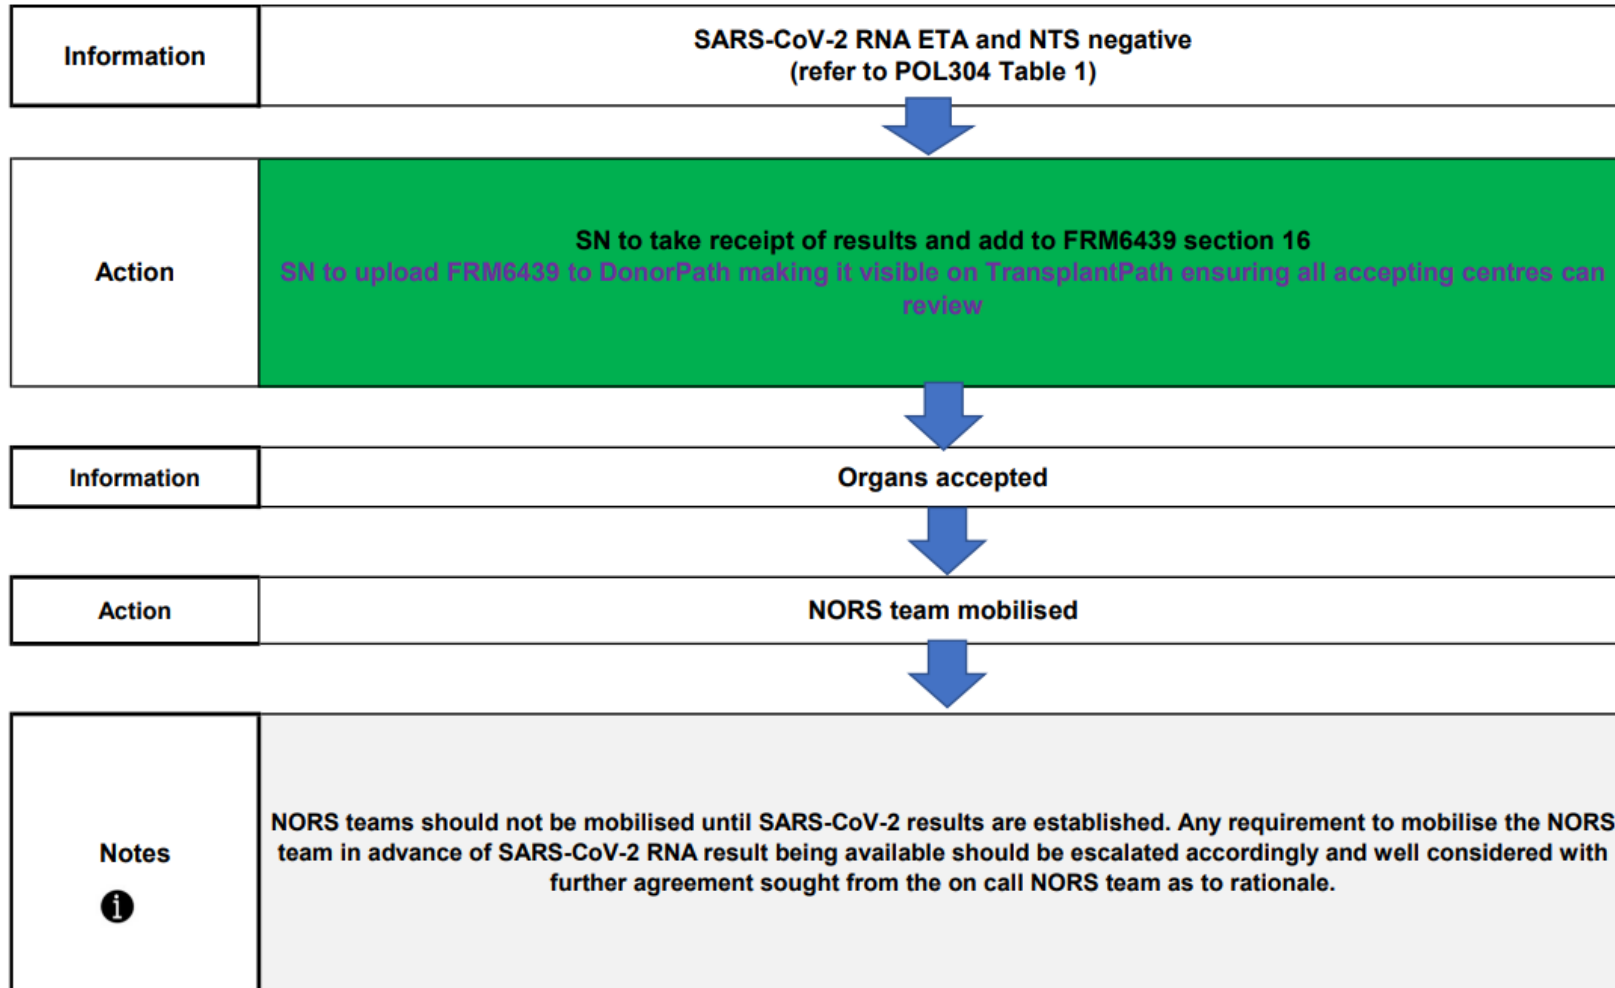 Information
SARS-CoV-2 RNA ETA and NTS negative
(refer to POL304 Table 1)
Action
SN to take receipt of results and add to FRM6439 section 16
SN to upload FRM6439 to DonorPath making it visible on TransplantPath ensuring all accepting centres can
review
Information
Organs accepted
Action
NORS team mobilised
Notes
NORS teams should not be mobilised until SARS-CoV-2 results are established. Any requirement to mobilise the NORS
team in advance of SARS-CoV-2 RNA result being available should be escalated accordingly and well considered with
further agreement sought from the on call NORS team as to rationale.